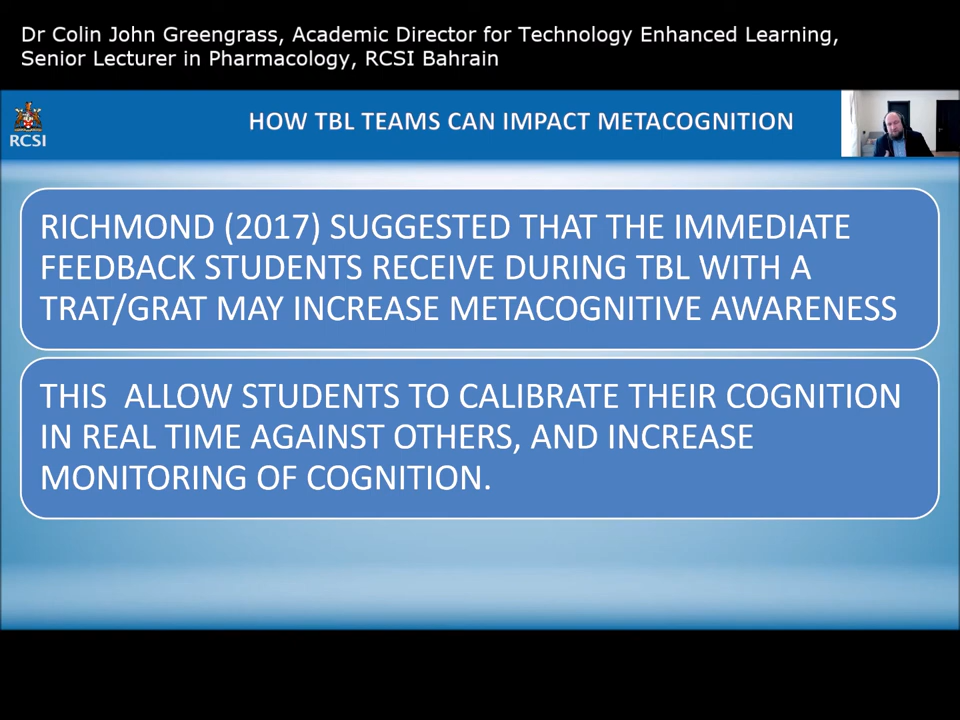 Dr Colin John Greengrass, Academic Director for Technology Enhanced Learning,
Senior Lecturer in Pharmacology, RCSI Bahrain
RCSI
HOW TBL TEAMS CAN IMPACT METACOGNITION
RICHMOND (2017) SUGGESTED THAT THE IMMEDIATE
FEEDBACK STUDENTS RECEIVE DURING TBL WITH A
TRAT/GRAT MAY INCREASE METACOGNITIVE AWARENESS
THIS ALLOW STUDENTS TO CALIBRATE THEIR COGNITION
IN REAL TIME AGAINST OTHERS, AND INCREASE
MONITORING OF COGNITION.